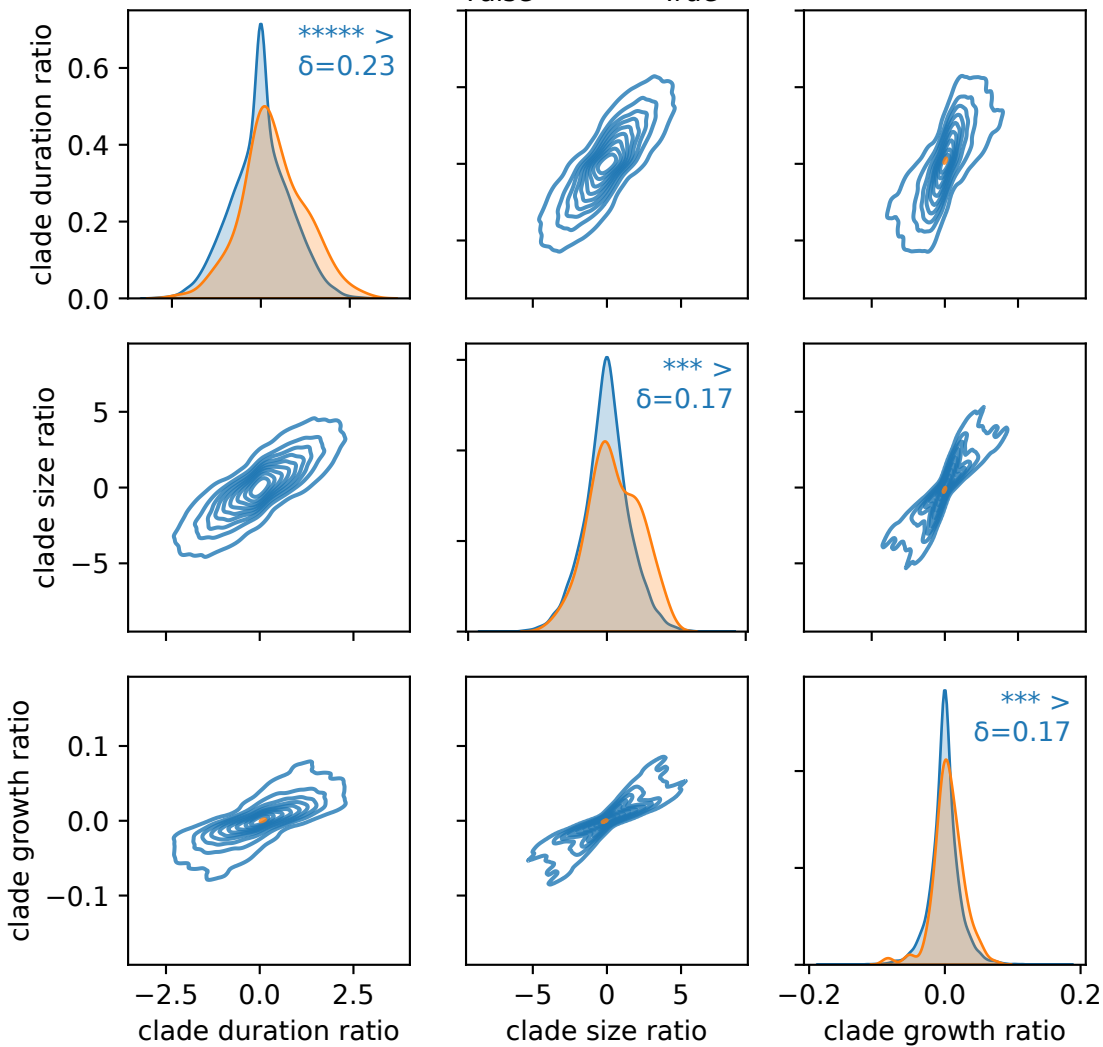 ***** >
δ=0.23
clade duration ratio
0.6
0.4
0.2
0.0
*** >
δ=0.17
clade size ratio
5
0
−5
*** >
δ=0.17
clade growth ratio
0.1
0.0
−0.1
−2.5 0.0 2.5
−5 0 5
−0.2 0.0 0.2
clade duration ratio
clade size ratio
clade growth ratio